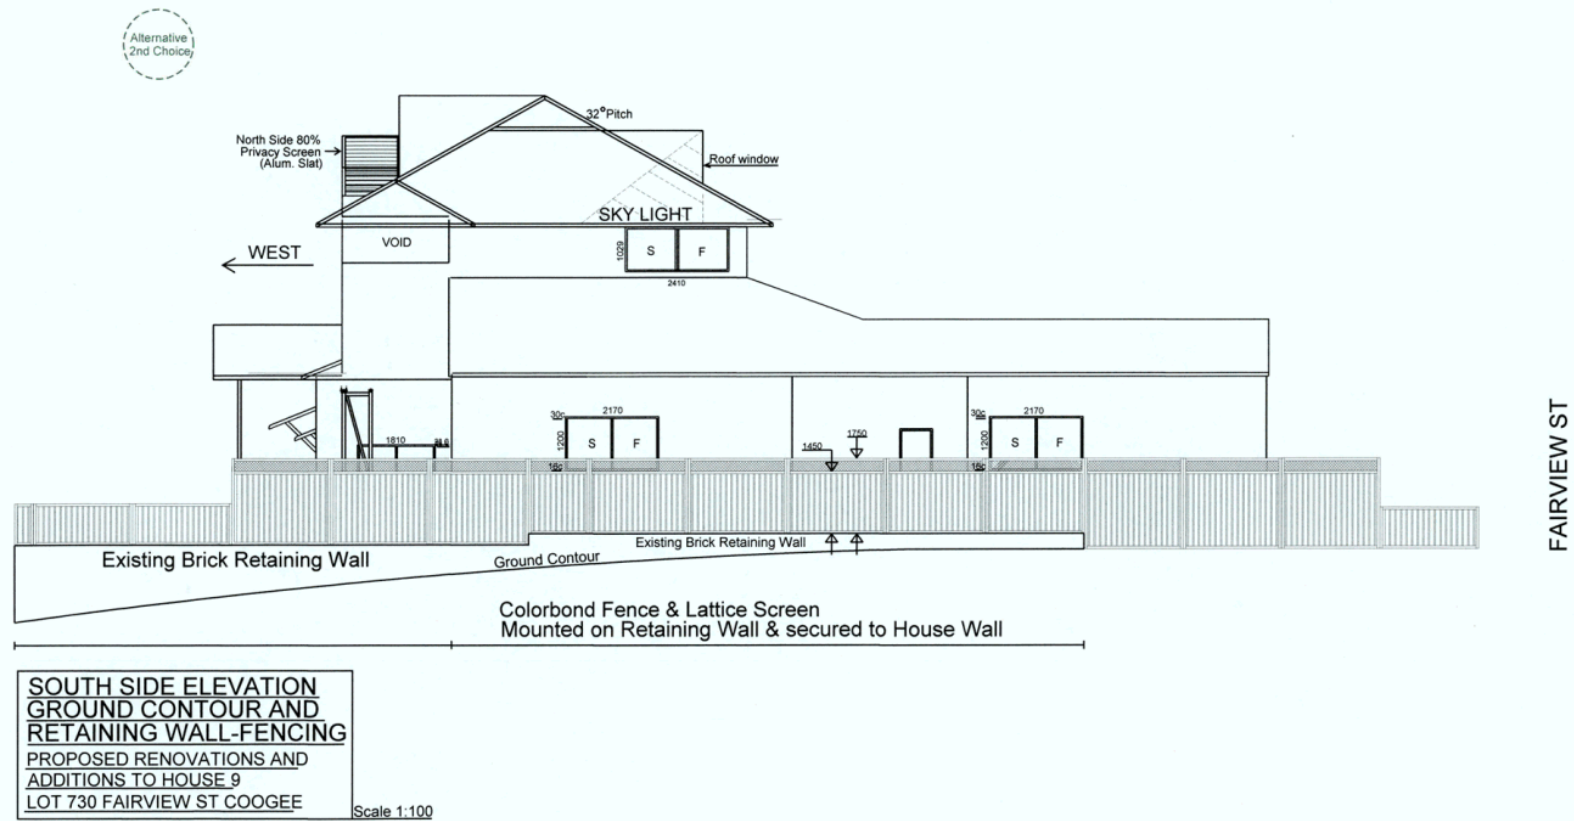 Alternative
2nd Choice
32°Pitch
North Side 80%
Privacy Screen
(Alum. Slat)
Roof window
SKY LIGHT
WEST
VOID
1029
S
F
2410
30c
2170
1200
S
F
16c
1810
1450
1750
30c
2170
1200
S
F
16c
FAIRVIEW ST
Existing Brick Retaining Wall
Existing Brick Retaining Wall
Ground Contour
Colorbond Fence & Lattice Screen
Mounted on Retaining Wall & secured to House Wall
SOUTH SIDE ELEVATION
GROUND CONTOUR AND
RETAINING WALL-FENCING
PROPOSED RENOVATIONS AND
ADDITIONS TO HOUSE 9
LOT 730 FAIRVIEW ST COOGEE
Scale 1:100